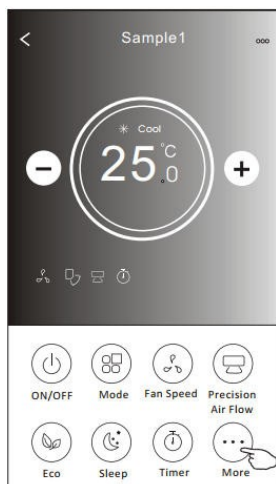 Sample1
Cool
25.0°C
ON/OFF Mode Fan Speed Precision Air Flow
Eco Sleep Timer More